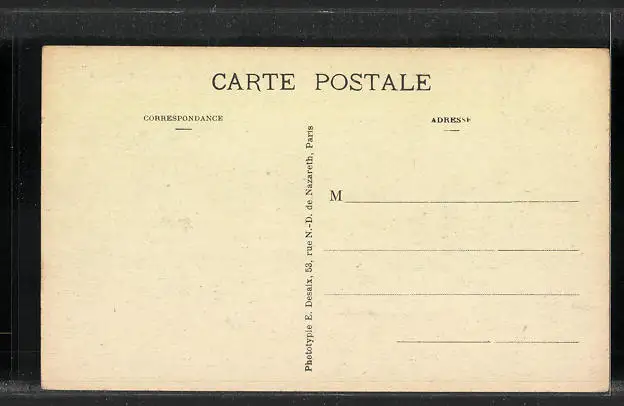 CARTE POSTALE
CORRESPONDANCE
ADRESSE
Phototypie E. Desaix, 53, rue N.-D. de Nazareth, Paris
M